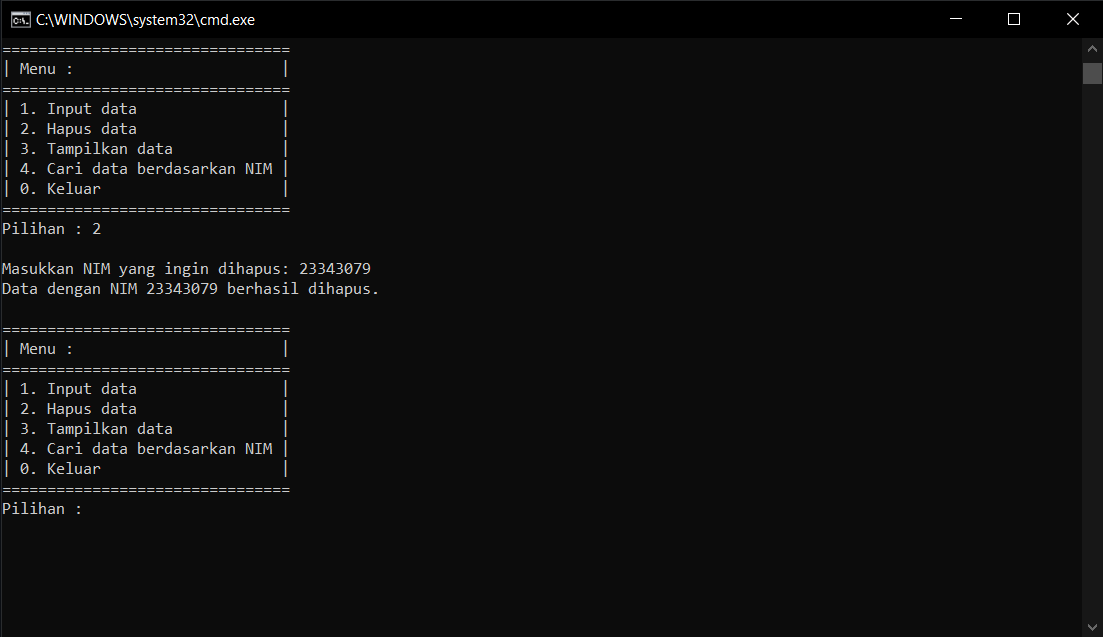 C:\WINDOWS\system32\cmd.exe
================================
| Menu :                       |
================================
| 1. Input data                |
| 2. Hapus data                |
| 3. Tampilkan data            |
| 4. Cari data berdasarkan NIM |
| 0. Keluar                    |
================================
Pilihan : 2
Masukkan NIM yang ingin dihapus: 23343079
Data dengan NIM 23343079 berhasil dihapus.
================================
| Menu :                       |
================================
| 1. Input data                |
| 2. Hapus data                |
| 3. Tampilkan data            |
| 4. Cari data berdasarkan NIM |
| 0. Keluar                    |
================================
Pilihan :